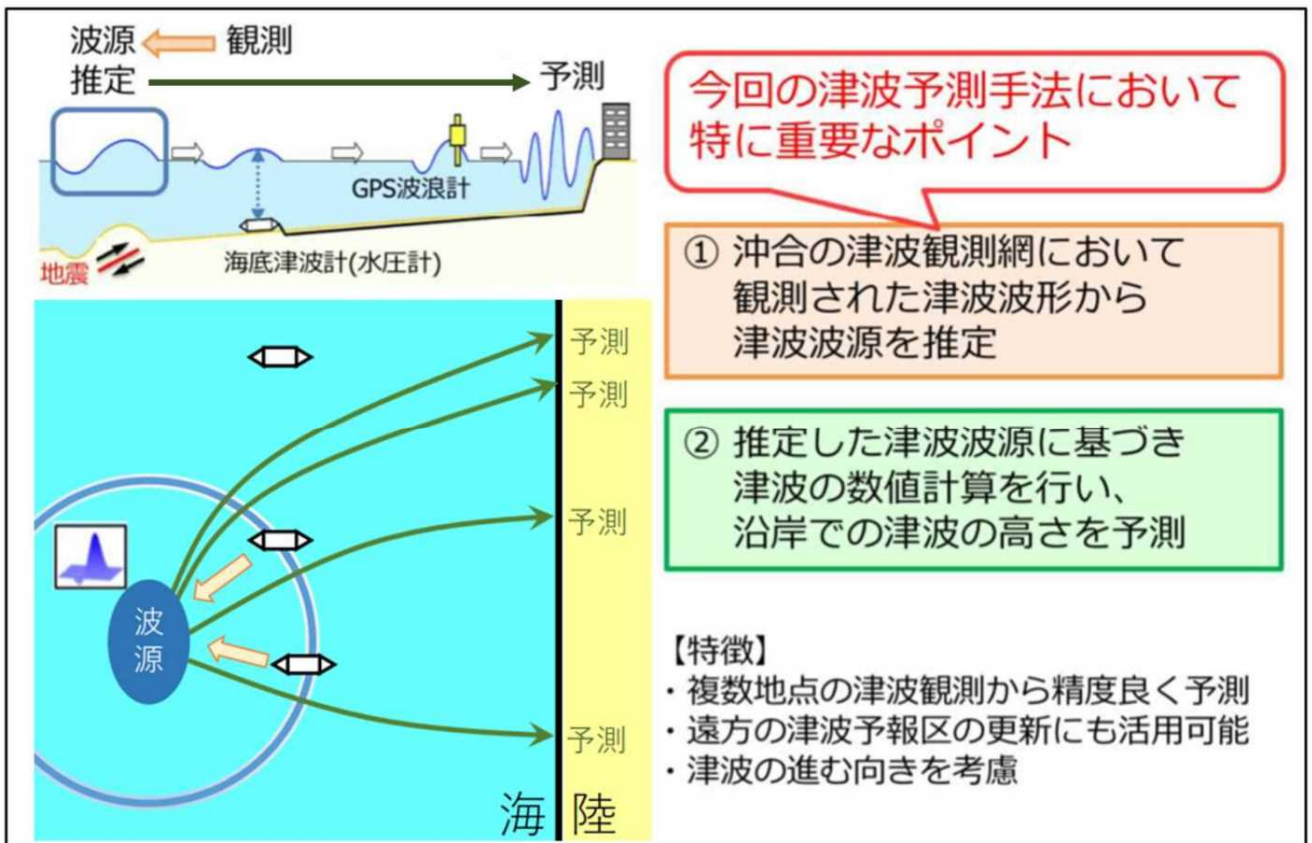 波源 観測
推定 予測
GPS波浪計
海底津波計(水圧計)
地震
予測
予測
予測
予測
波
源
海 陸
今回の津波予測手法において
特に重要なポイント
① 沖合の津波観測網において
観測された津波波形から
津波波源を推定
② 推定した津波波源に基づき
津波の数値計算を行い、
沿岸での津波の高さを予測
【特徴】
・複数地点の津波観測から精度良く予測
・遠方の津波予報区の更新にも活用可能
・津波の進む向きを考慮